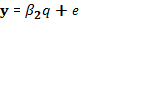 y = β₂q + e